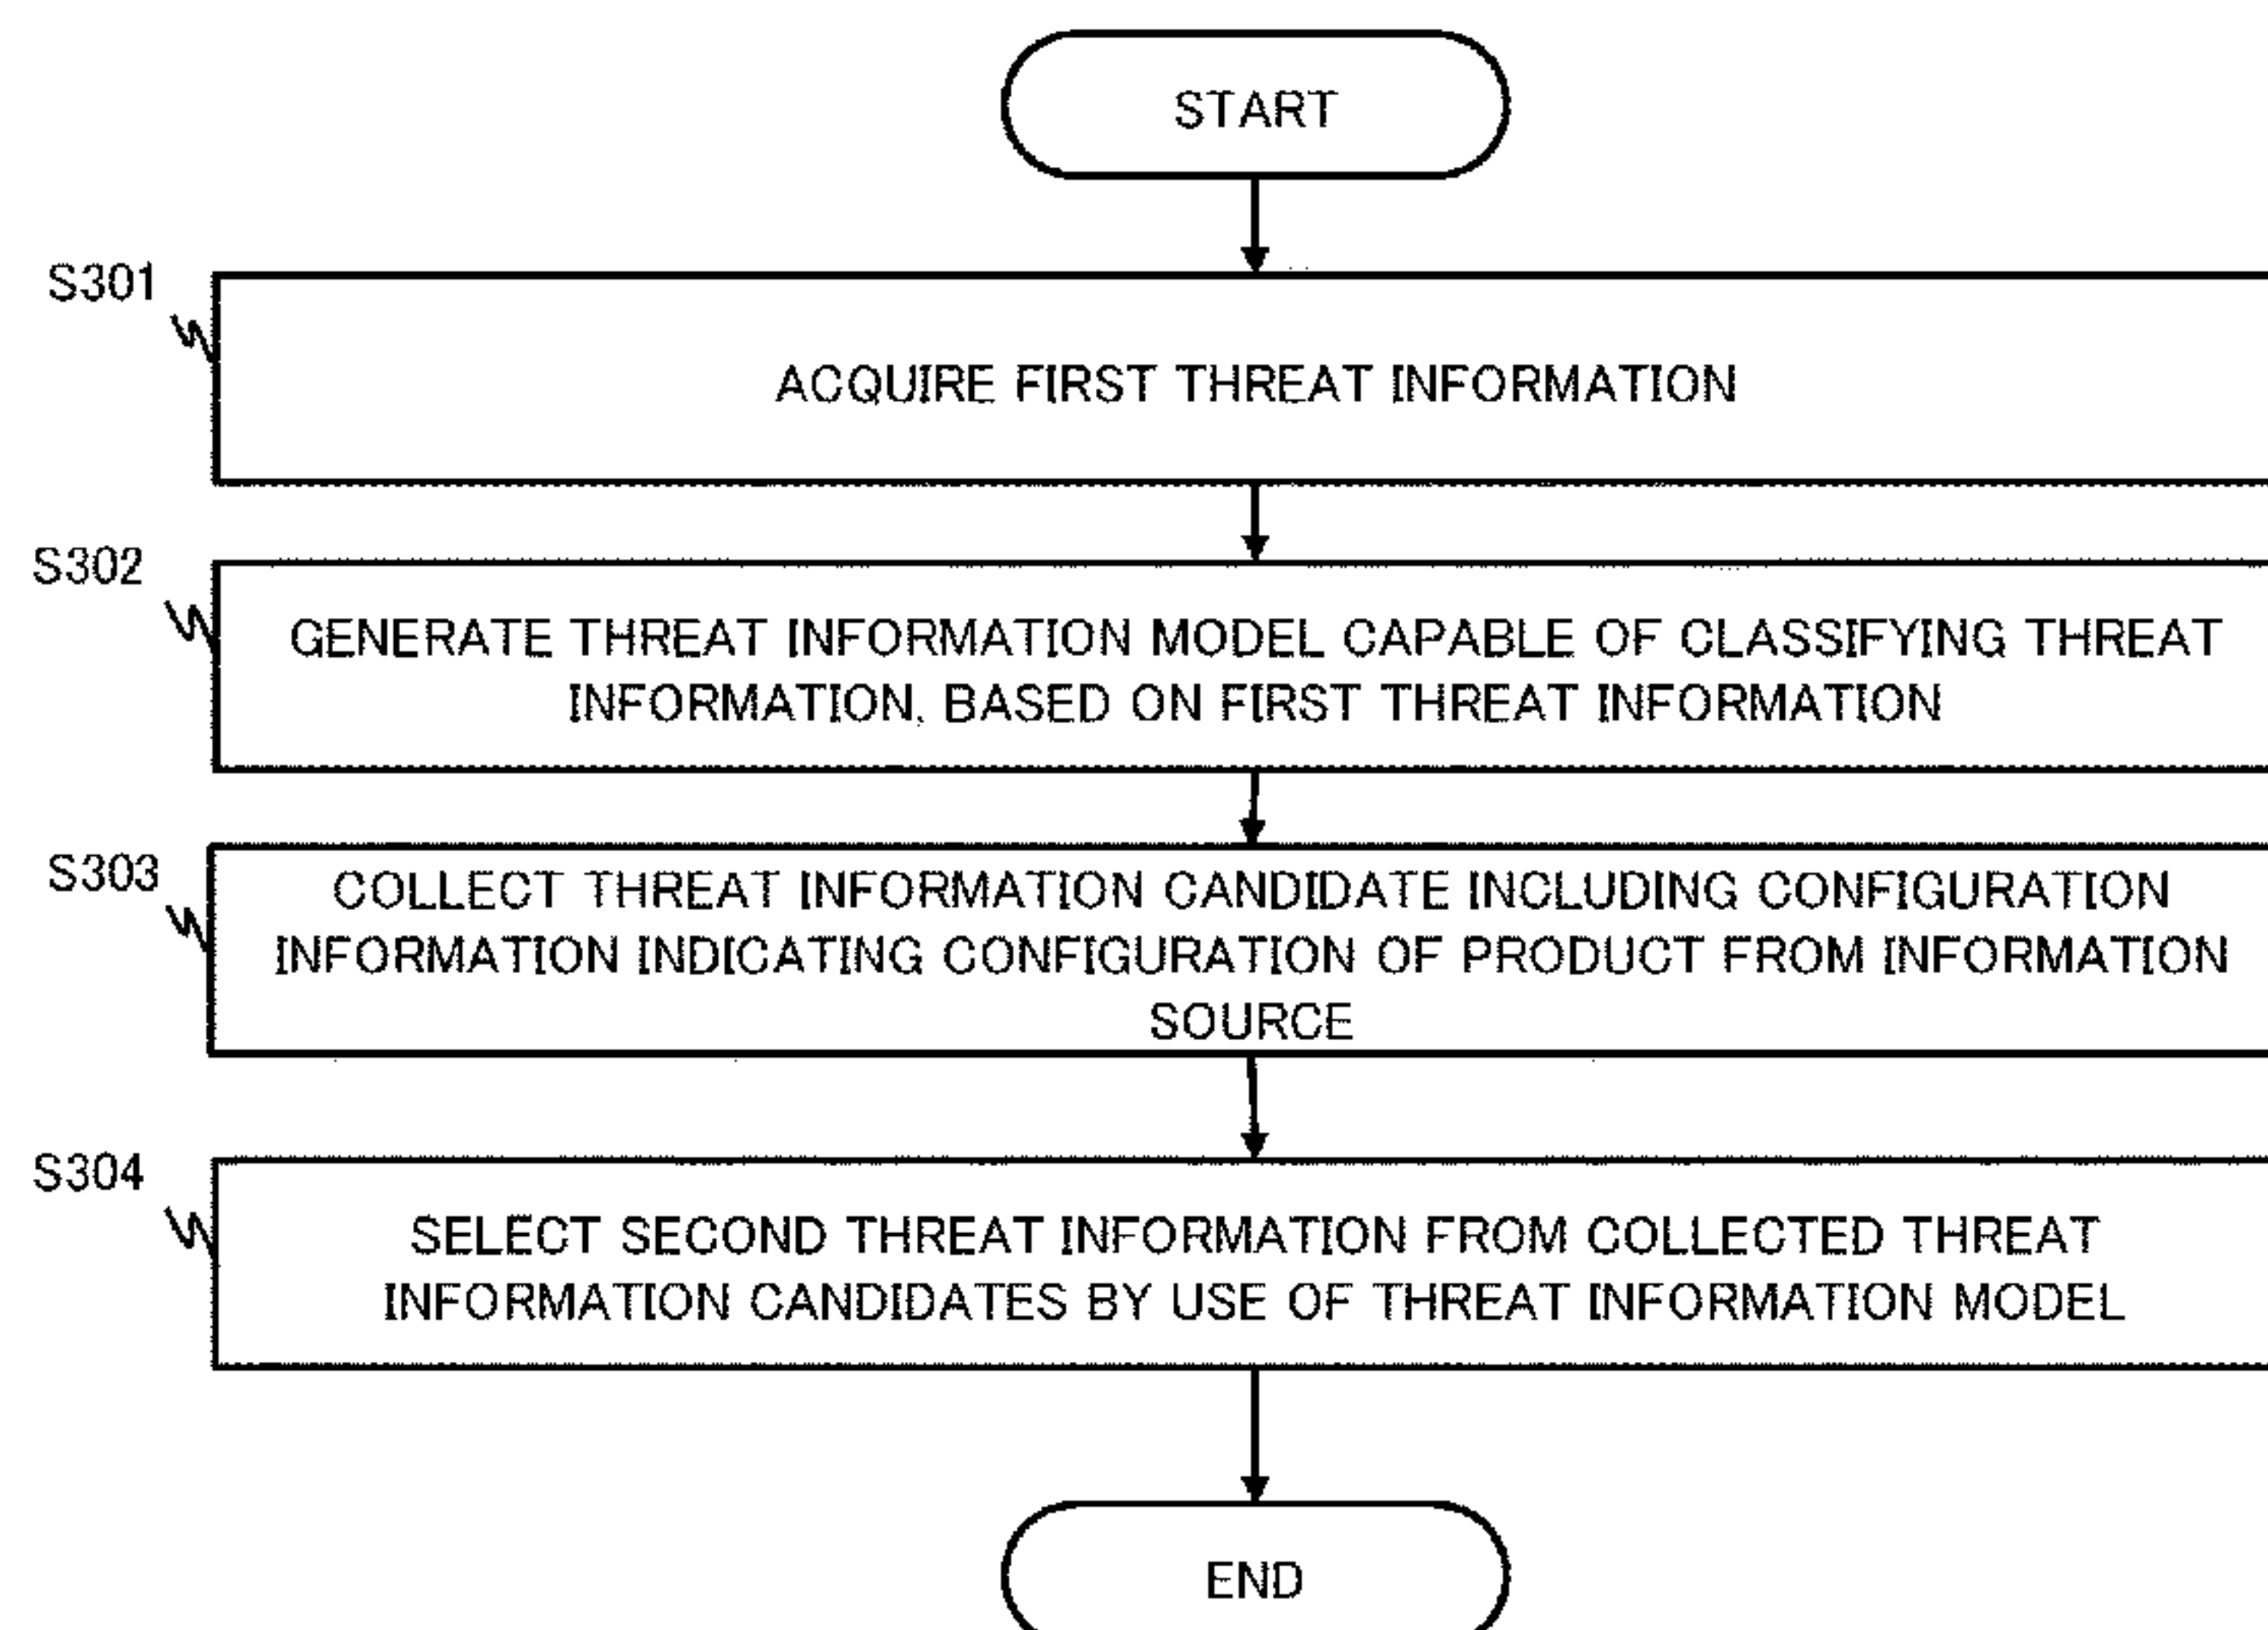 START
S301
ACQUIRE FIRST THREAT INFORMATION
S302
GENERATE THREAT INFORMATION MODEL CAPABLE OF CLASSIFYING THREAT
INFORMATION, BASED ON FIRST THREAT INFORMATION
S303
COLLECT THREAT INFORMATION CANDIDATE INCLUDING CONFIGURATION
INFORMATION INDICATING CONFIGURATION OF PRODUCT FROM INFORMATION
SOURCE
S304
SELECT SECOND THREAT INFORMATION FROM COLLECTED THREAT
INFORMATION CANDIDATES BY USE OF THREAT INFORMATION MODEL
END